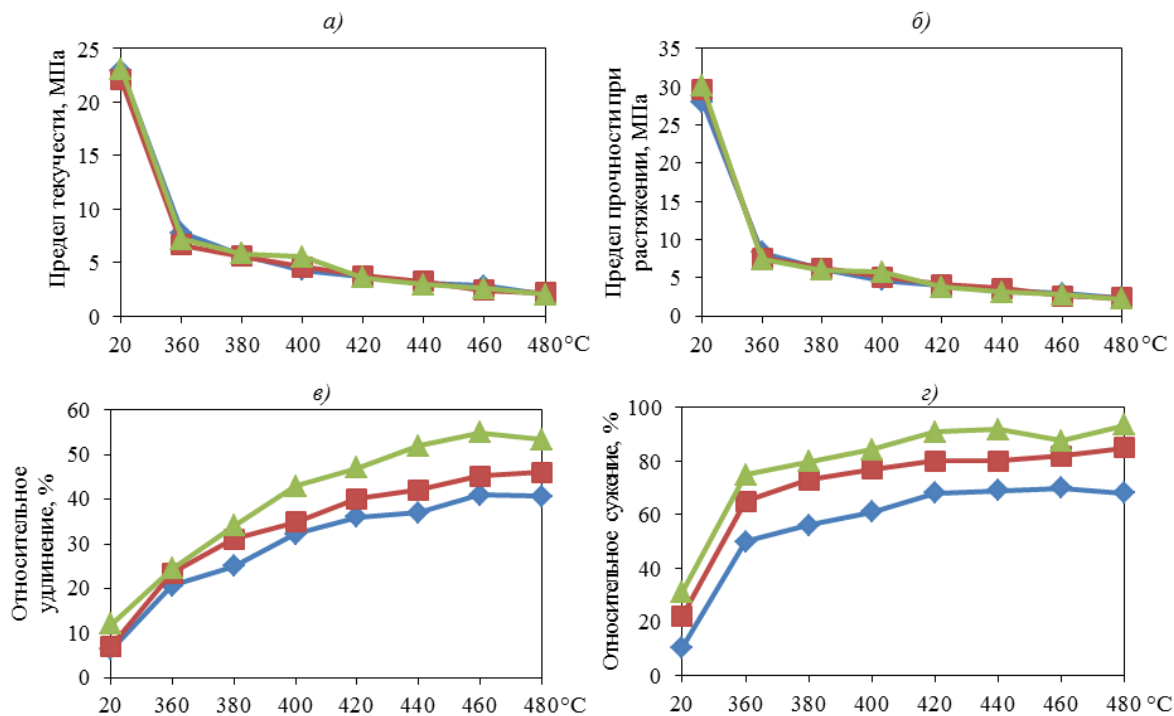 а)
Предел текучести, МПа
25
20
15
10
5
0
20 360 380 400 420 440 460 480°C
б)
Предел прочности при
растяжении, МПа
35
30
25
20
15
10
5
0
20 360 380 400 420 440 460 480°C
в)
Относительное
удлинение, %
60
50
40
30
20
10
0
20 360 380 400 420 440 460 480°C
г)
Относительное сужение, %
100
80
60
40
20
0
20 360 380 400 420 440 460 480 °C